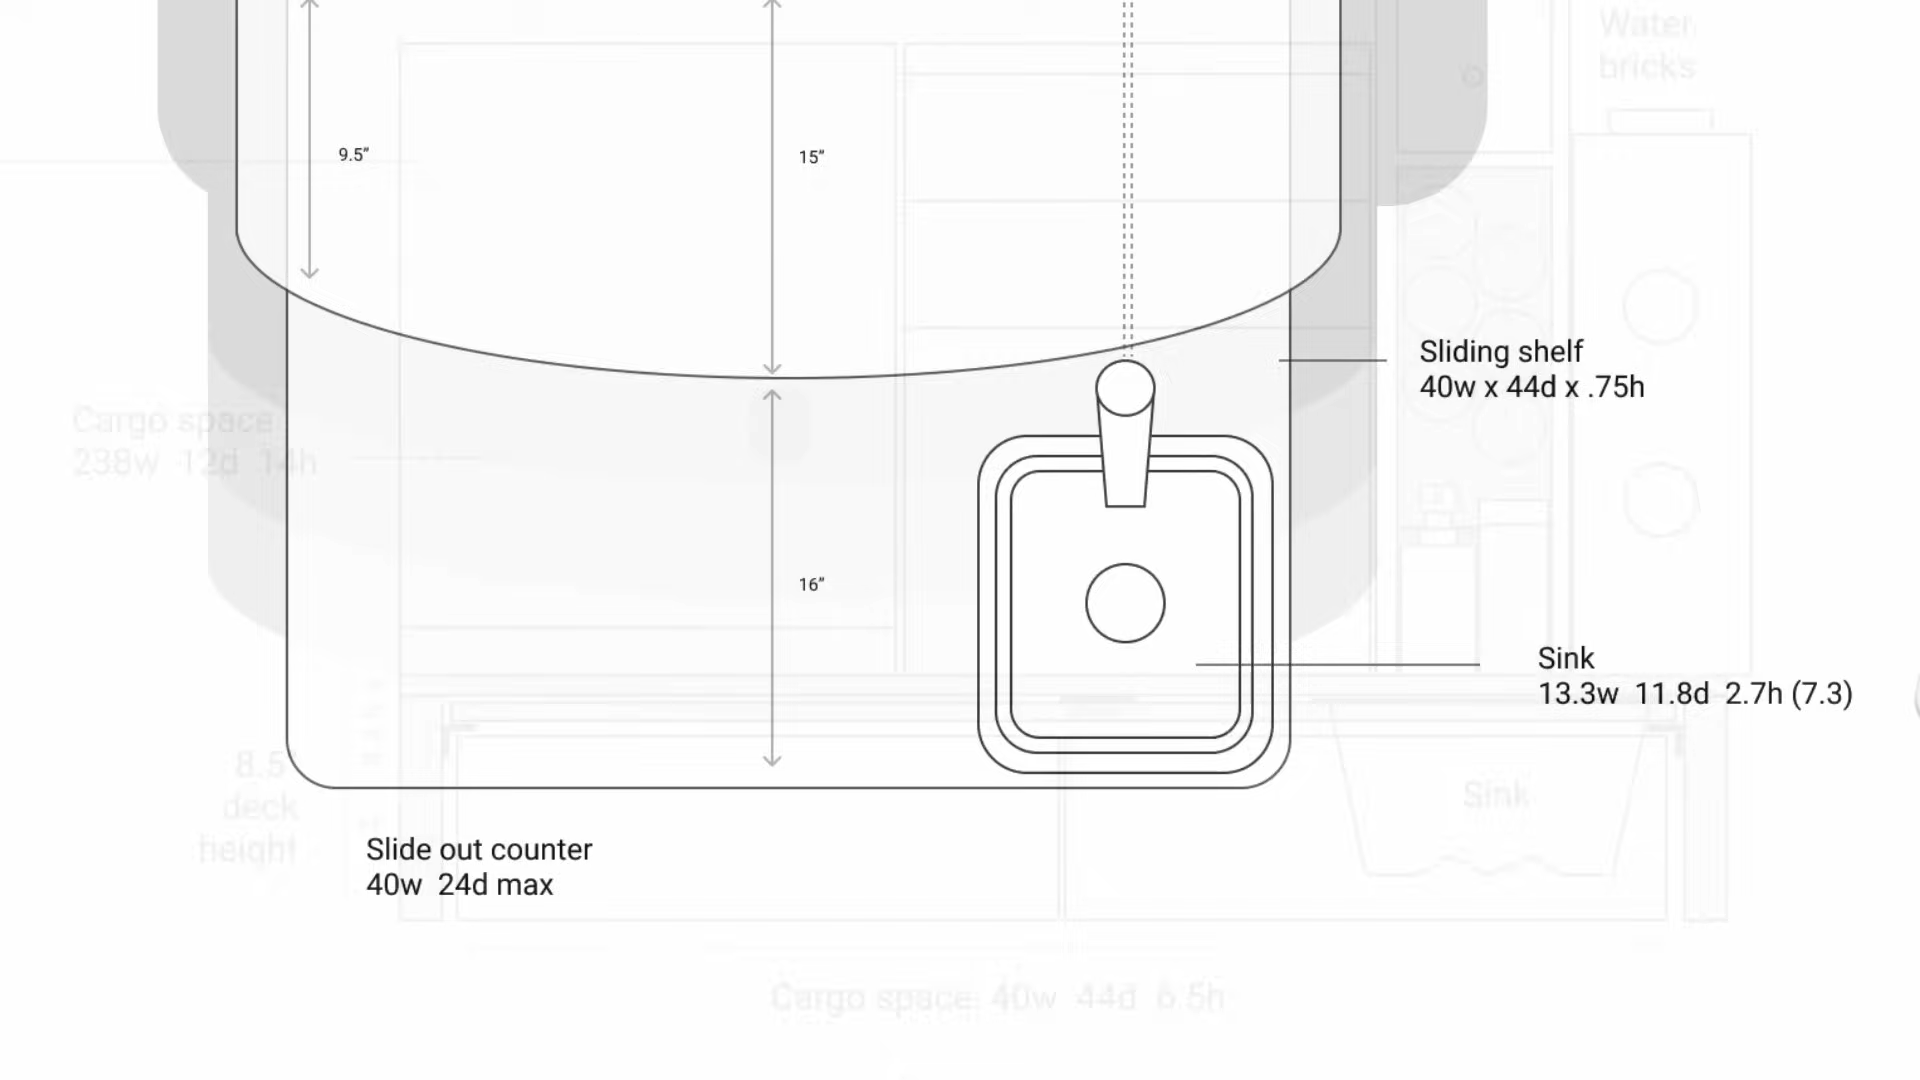 Water
bricks
9.5”
15”
Sliding shelf
40w x 44d x .75h
Cargo space
238w 12d 14h
16”
Sink
13.3w 11.8d 2.7h (7.3)
8.5”
deck
height
Sink
Slide out counter
40w 24d max
Cargo space 40w 44d 6.5h